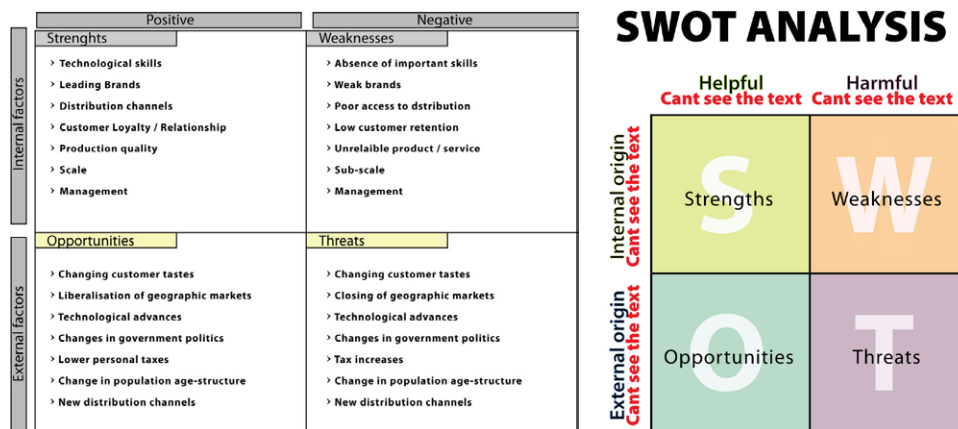 Positive
Negative
Internal factors
Strenghts
› Technological skills
› Leading Brands
› Distribution channels
› Customer Loyalty / Relationship
› Production quality
› Scale
› Management
Weaknesses
› Absence of important skills
› Weak brands
› Poor access to dstribution
› Low customer retention
› Unrelaible product / service
› Sub-scale
› Management
External factors
Opportunities
› Changing customer tastes
› Liberalisation of geographic markets
› Technological advances
› Changes in government politics
› Lower personal taxes
› Change in population age-structure
› New distribution channels
Threats
› Changing customer tastes
› Closing of geographic markets
› Technological advances
› Changes in government politics
› Tax increases
› Change in population age-structure
› New distribution channels
SWOT ANALYSIS
Helpful
Cant see the text
Harmful
Cant see the text
Internal origin
Cant see the text
S
Strengths
W
Weaknesses
External origin
Cant see the text
O
Opportunities
T
Threats